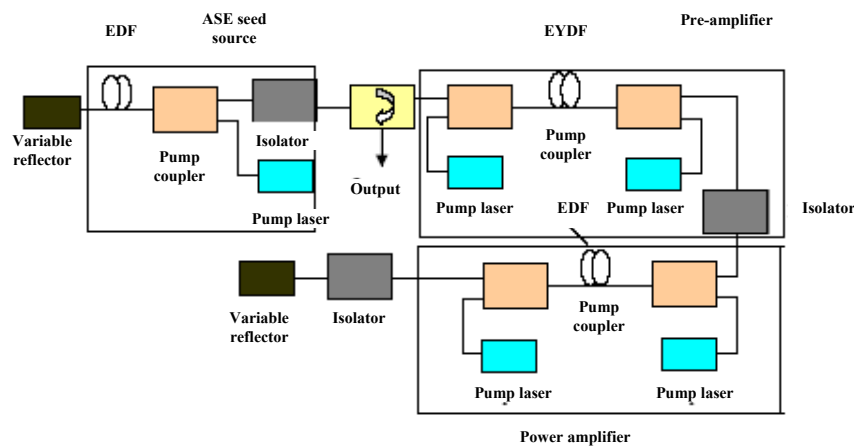 EDF
ASE seed
source
EYDF
Pre-amplifier
Variable
reflector
Pump
coupler
Isolator
Pump laser
Output
Pump
coupler
Pump laser
EDF
Pump laser
Isolator
Variable
reflector
Isolator
Pump
coupler
Pump laser
Pump laser
Power amplifier